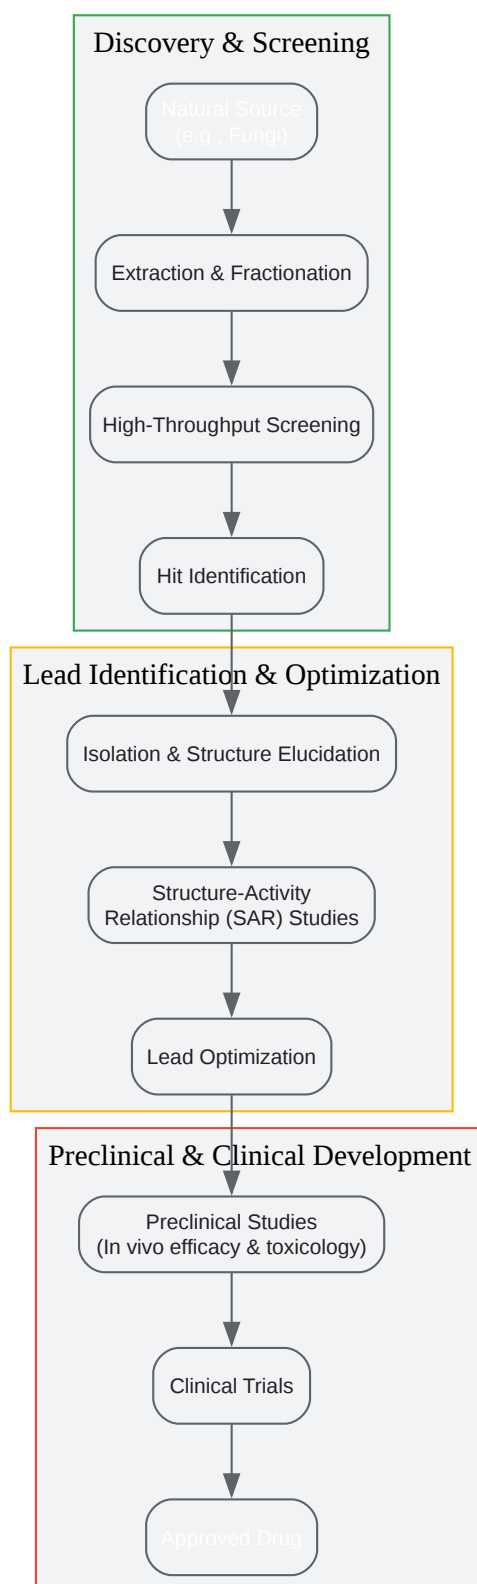 Discovery & Screening
Natural Source
(e.g., Fungi)
Extraction & Fractionation
High-Throughput Screening
Hit Identification
Lead Identification & Optimization
Isolation & Structure Elucidation
Structure-Activity
Relationship (SAR) Studies
Lead Optimization
Preclinical & Clinical Development
Preclinical Studies
(In vivo efficacy & toxicology)
Clinical Trials
Approved Drug